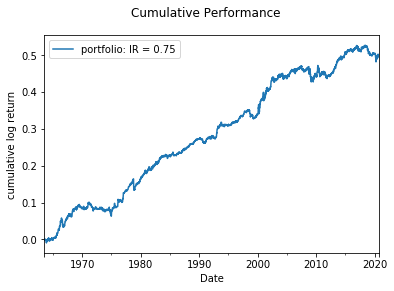 Cumulative Performance
portfolio: IR = 0.75
cumulative log return
0.5
0.4
0.3
0.2
0.1
0.0
1970 1980 1990 2000 2010 2020
Date